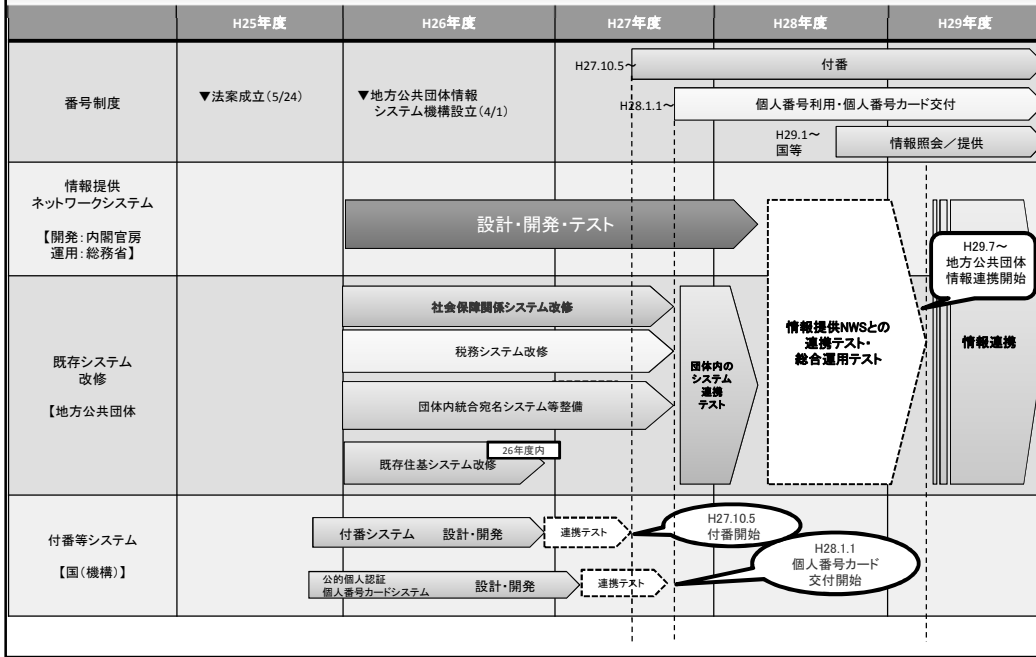 H25年度 H26年度 H27年度 H28年度 H29年度
番号制度
▼法案成立(5/24)
▼地方公共団体情報
システム機構設立(4/1)
H27.10.5～
付番
H28.1.1～
個人番号利用・個人番号カード交付
H29.1～
国等
情報照会／提供
情報提供
ネットワークシステム
【開発:内閣官房
運用:総務省】
設計・開発・テスト
H29.7～
地方公共団体
情報連携開始
既存システム
改修
【地方公共団体
社会保障関係システム改修
税務システム改修
団体内統合宛名システム等整備
26年度内
既存住基システム改修
団体内の
システム
連携
テスト
情報提供NWSとの
連携テスト・
総合運用テスト
情報連携
付番等システム
【国(機構)】
付番システム 設計・開発
連携テスト
H27.10.5
付番開始
公的個人認証
個人番号カードシステム 設計・開発
連携テスト
H28.1.1
個人番号カード
交付開始